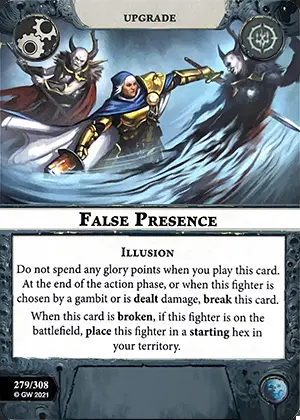 UPGRADE
FALSE PRESENCE
ILLUSION
Do not spend any glory points when you play this card.
At the end of the action phase, or when this fighter is
chosen by a gambit or is dealt damage, break this card.
When this card is broken, if this fighter is on the
battlefield, place this fighter in a starting hex in
your territory.
279/308
© GW 2021